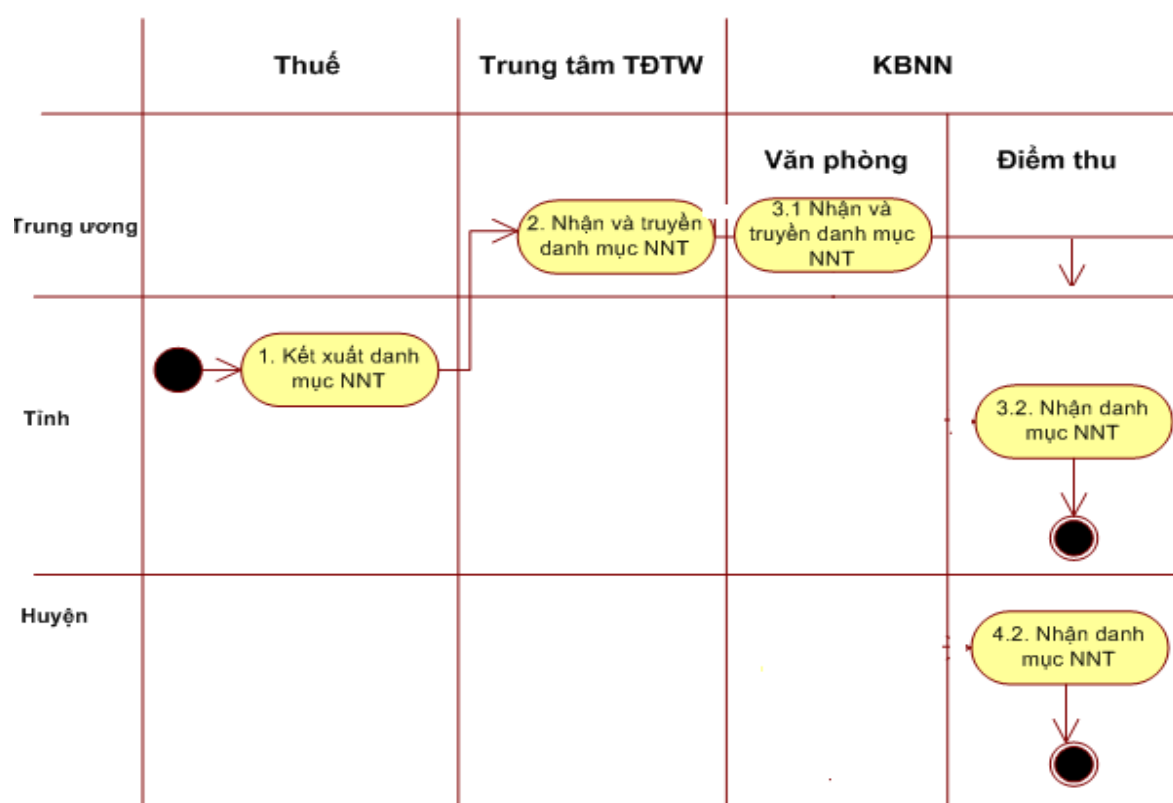 Thuế
Trung tâm TĐTW
KBNN
Văn phòng
Điểm thu
Trung ương
2. Nhận và truyền
danh mục NNT
3.1 Nhận và
truyền danh mục
NNT
1. Kết xuất danh
mục NNT
Tỉnh
3.2. Nhận danh
mục NNT
Huyện
4.2. Nhận danh
mục NNT